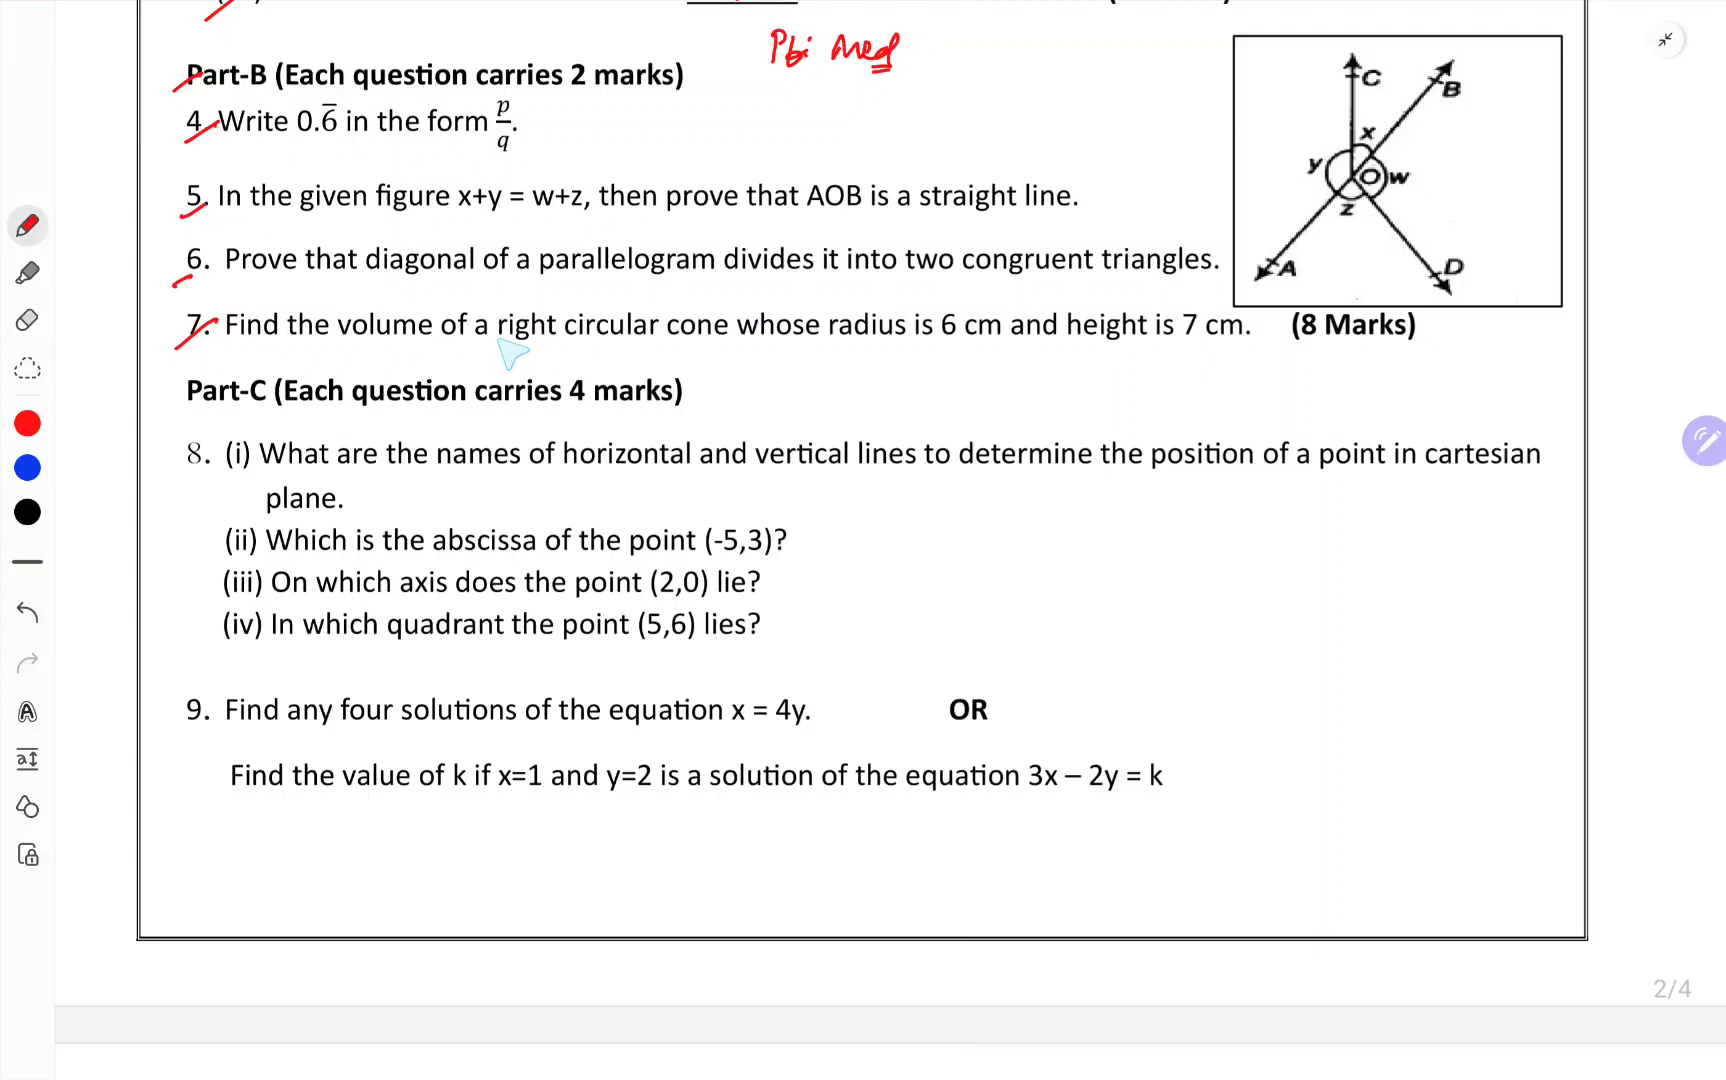 Pbi Med
Part-B (Each question carries 2 marks)
4. Write 0.6̅ in the form p/q.
5. In the given figure x+y = w+z, then prove that AOB is a straight line.
6. Prove that diagonal of a parallelogram divides it into two congruent triangles.
7. Find the volume of a right circular cone whose radius is 6 cm and height is 7 cm. (8 Marks)
C
B
x
y
O w
z
A
D
Part-C (Each question carries 4 marks)
8. (i) What are the names of horizontal and vertical lines to determine the position of a point in cartesian
plane.
(ii) Which is the abscissa of the point (-5,3)?
(iii) On which axis does the point (2,0) lie?
(iv) In which quadrant the point (5,6) lies?
9. Find any four solutions of the equation x = 4y. OR
Find the value of k if x=1 and y=2 is a solution of the equation 3x – 2y = k
2/4